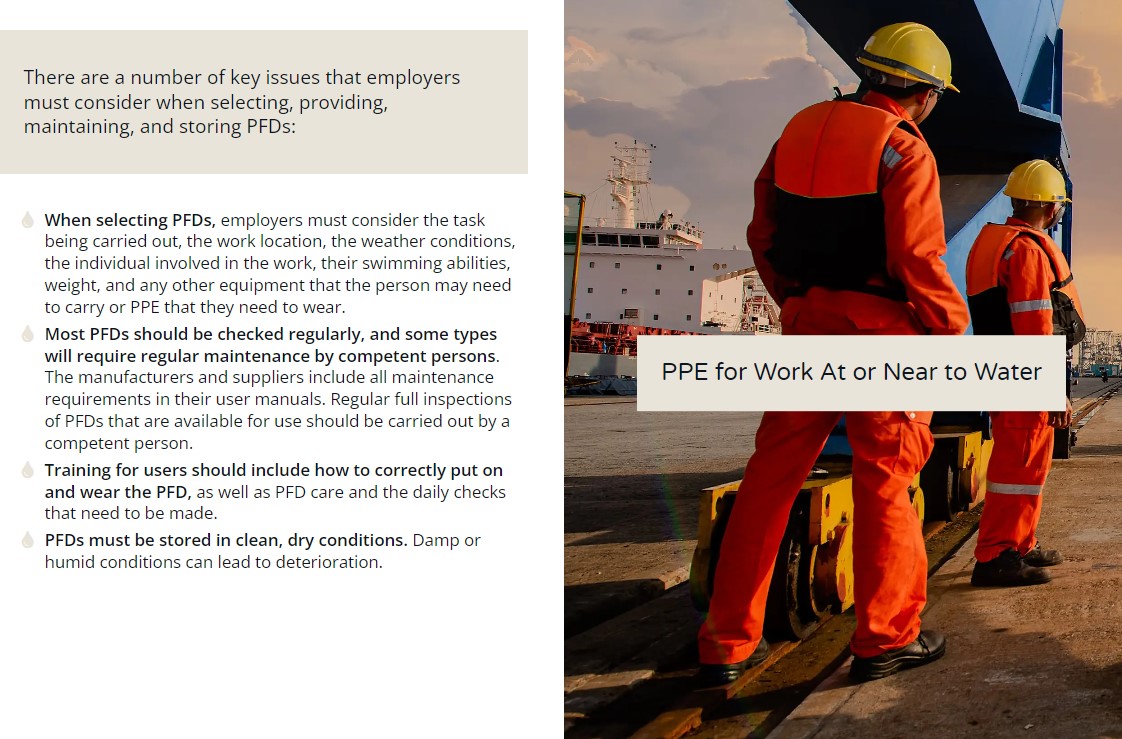 There are a number of key issues that employers
must consider when selecting, providing,
maintaining, and storing PFDs:
When selecting PFDs, employers must consider the task
being carried out, the work location, the weather conditions,
the individual involved in the work, their swimming abilities,
weight, and any other equipment that the person may need
to carry or PPE that they need to wear.
Most PFDs should be checked regularly, and some types
will require regular maintenance by competent persons.
The manufacturers and suppliers include all maintenance
requirements in their user manuals. Regular full inspections
of PFDs that are available for use should be carried out by a
competent person.
Training for users should include how to correctly put on
and wear the PFD, as well as PFD care and the daily checks
that need to be made.
PFDs must be stored in clean, dry conditions. Damp or
humid conditions can lead to deterioration.
PPE for Work At or Near to Water